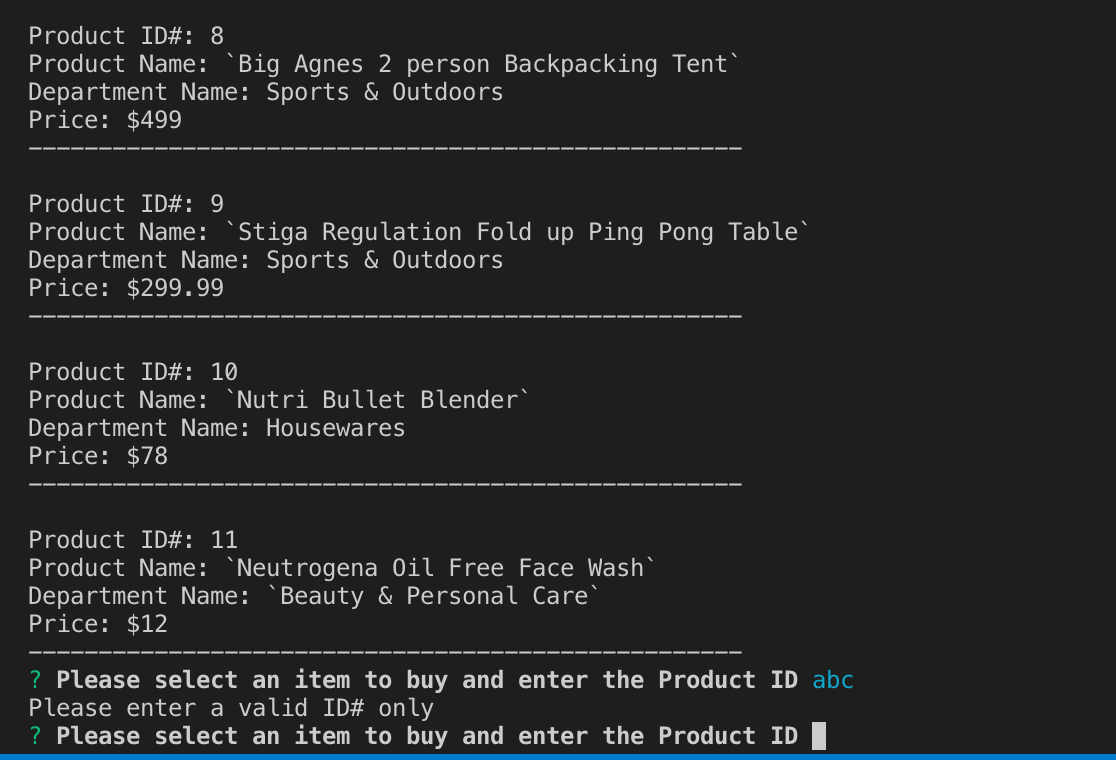 Product ID#: 8
Product Name: `Big Agnes 2 person Backpacking Tent`
Department Name: Sports & Outdoors
Price: $499
___________________________________________________
Product ID#: 9
Product Name: `Stiga Regulation Fold up Ping Pong Table`
Department Name: Sports & Outdoors
Price: $299.99
___________________________________________________
Product ID#: 10
Product Name: `Nutri Bullet Blender`
Department Name: Housewares
Price: $78
___________________________________________________
Product ID#: 11
Product Name: `Neutrogena Oil Free Face Wash`
Department Name: `Beauty & Personal Care`
Price: $12
___________________________________________________
? Please select an item to buy and enter the Product ID abc
Please enter a valid ID# only
? Please select an item to buy and enter the Product ID